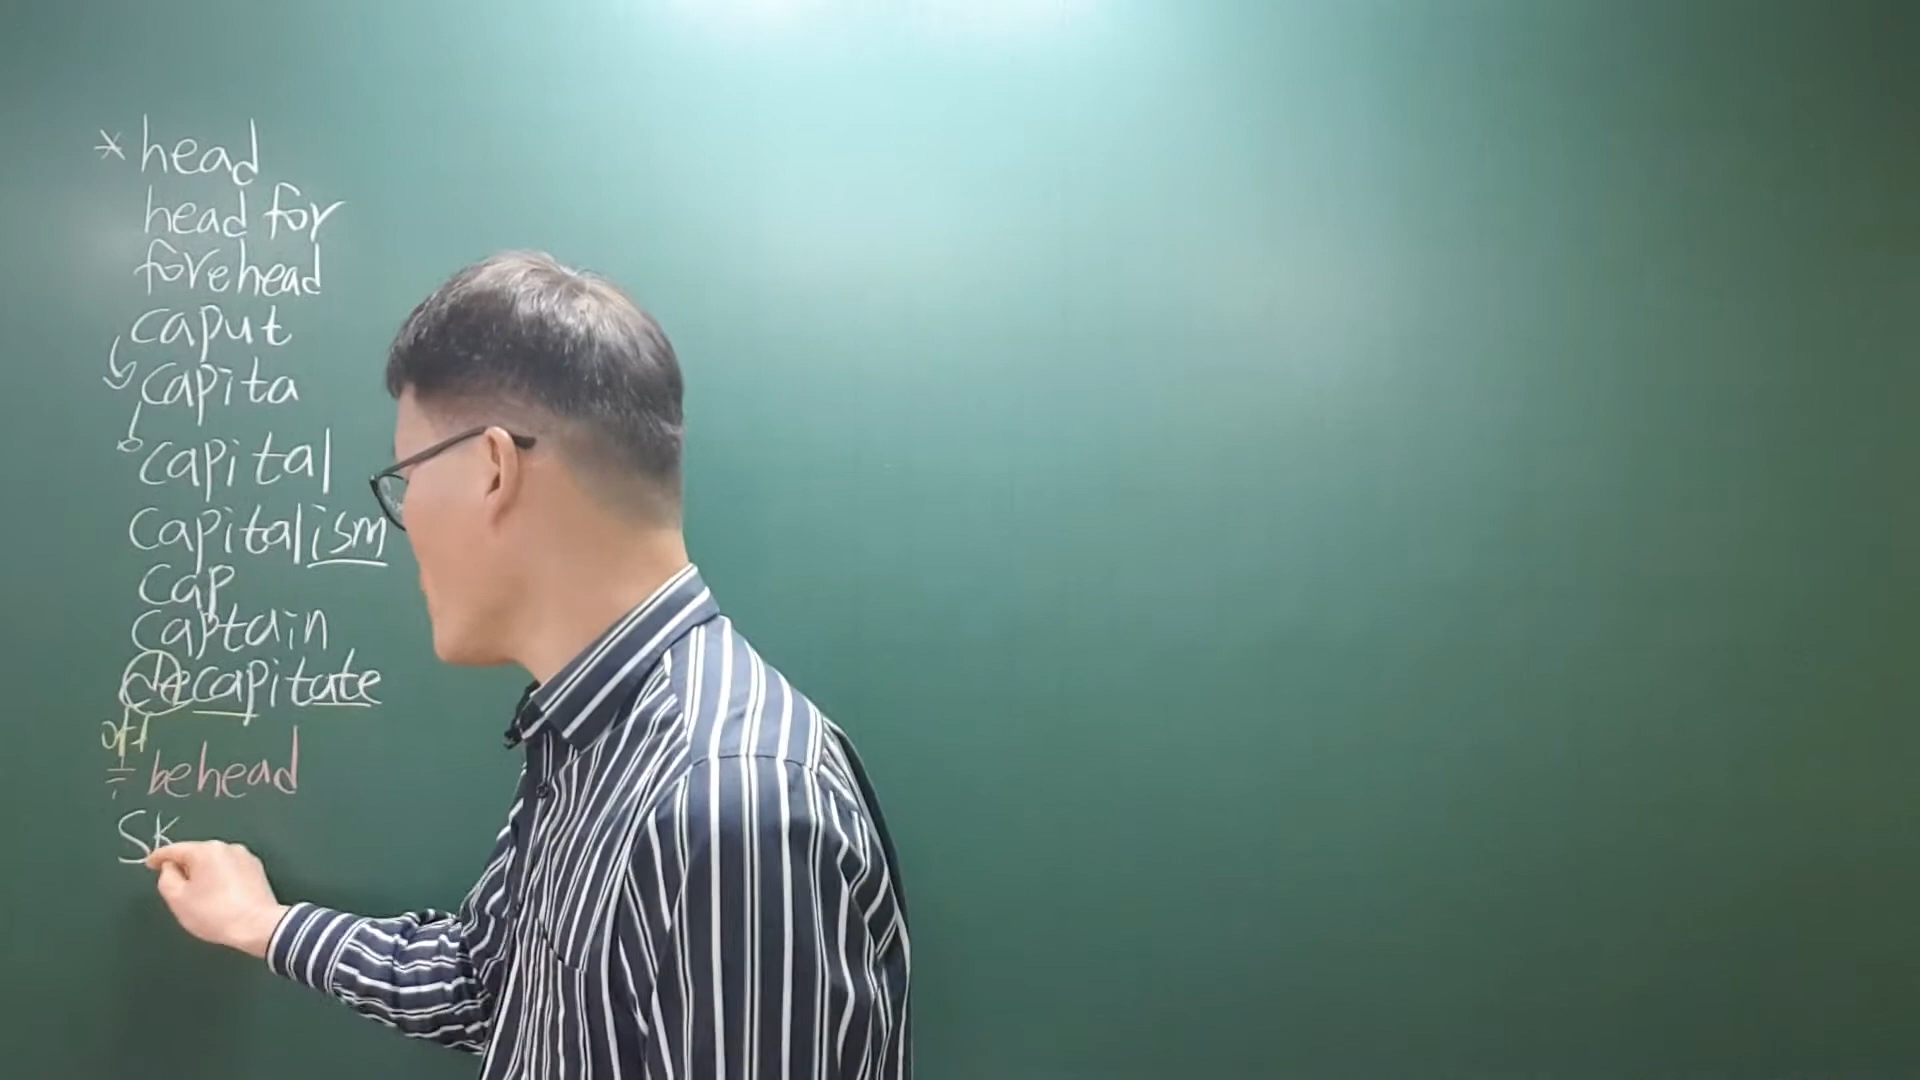 * head
head for
forehead
caput
capita
capital
capitalism
cap
captain
decapitate
off
behead
SK